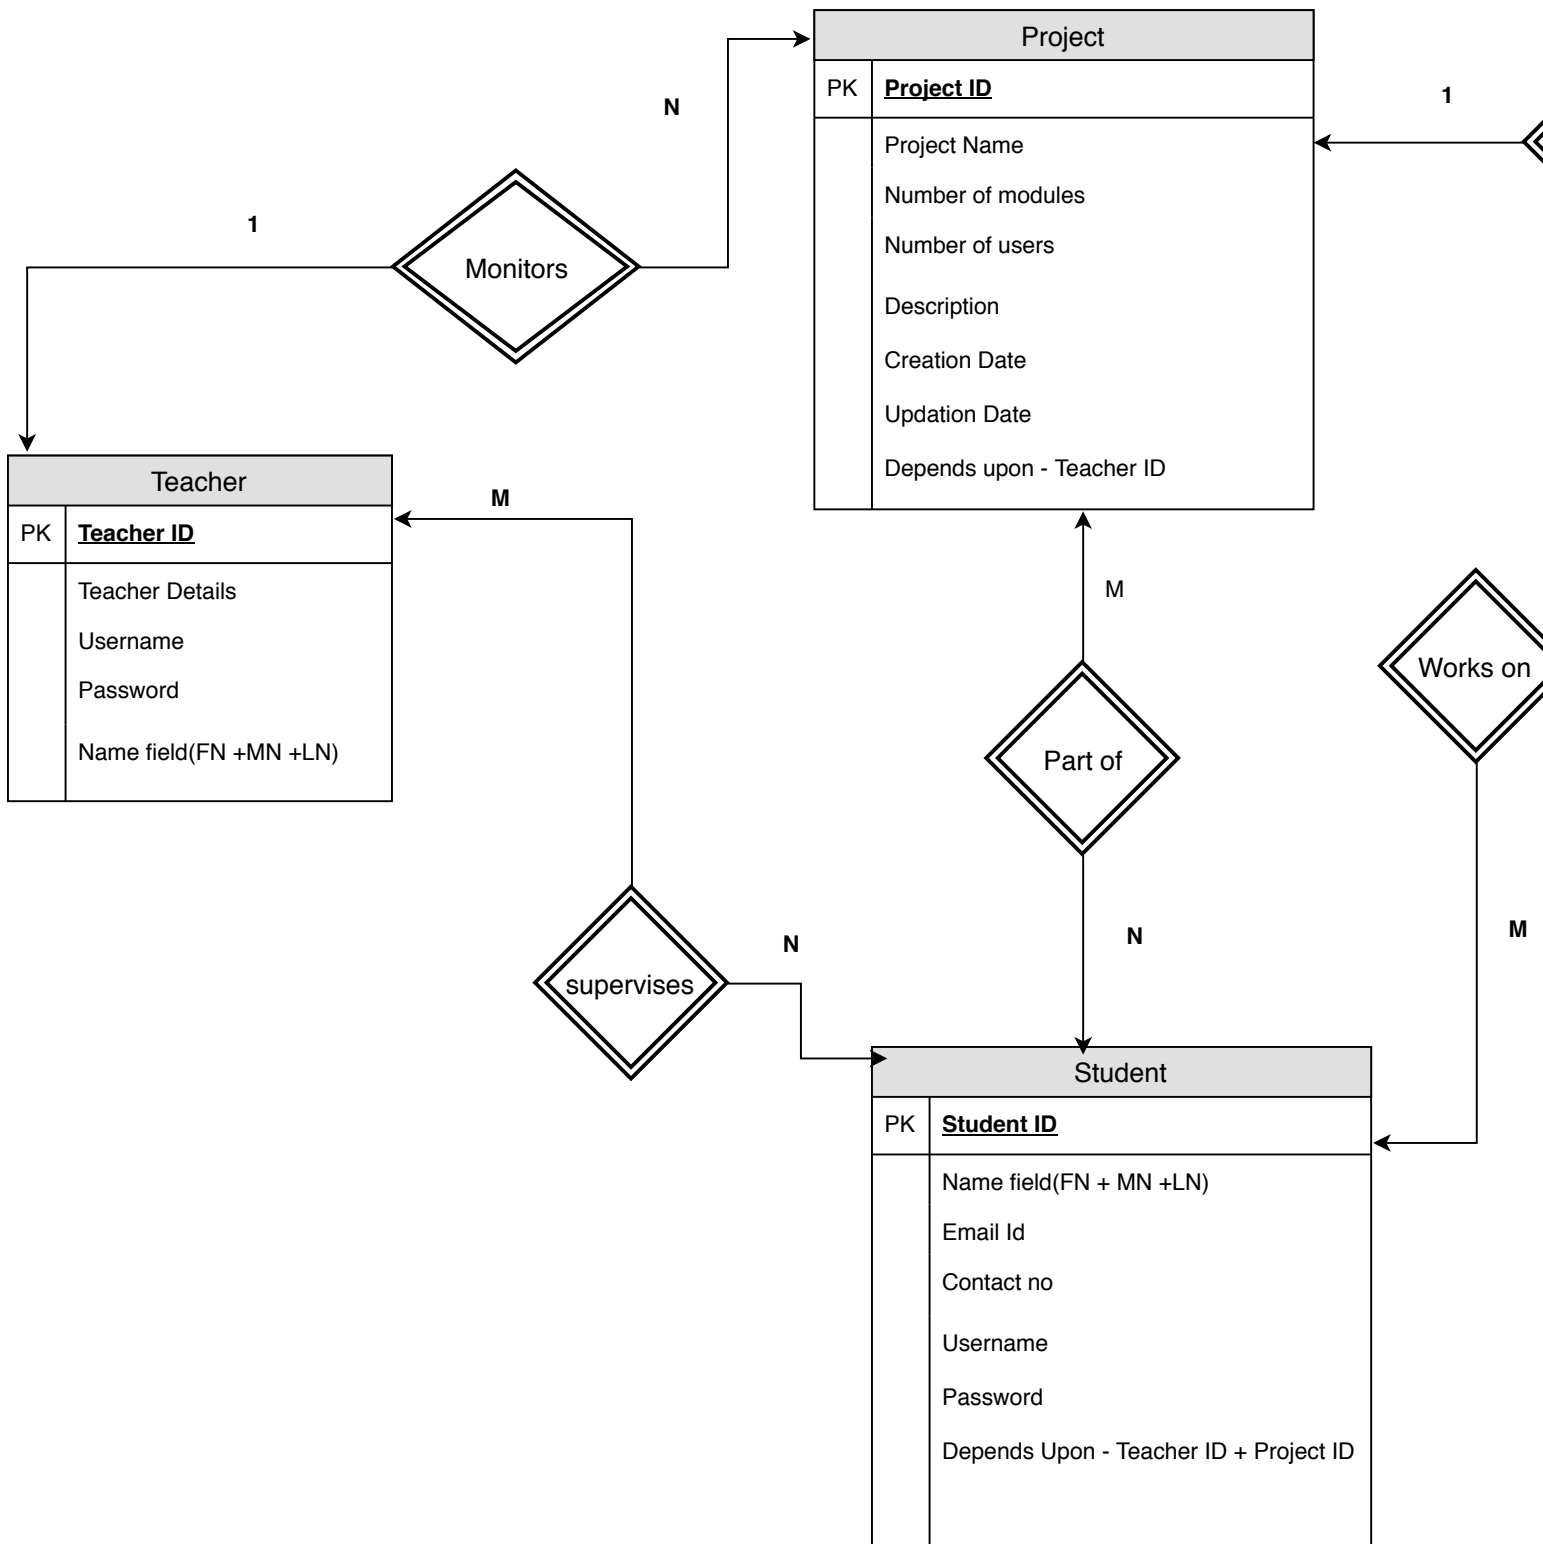 Project
PK
Project ID
Project Name
Number of modules
Number of users
Description
Creation Date
Updation Date
Depends upon - Teacher ID
N
1
1
Monitors
Teacher
PK
Teacher ID
Teacher Details
Username
Password
Name field(FN +MN +LN)
M
M
Works on
Part of
supervises
N
N
M
Student
PK
Student ID
Name field(FN + MN +LN)
Email Id
Contact no
Username
Password
Depends Upon - Teacher ID + Project ID